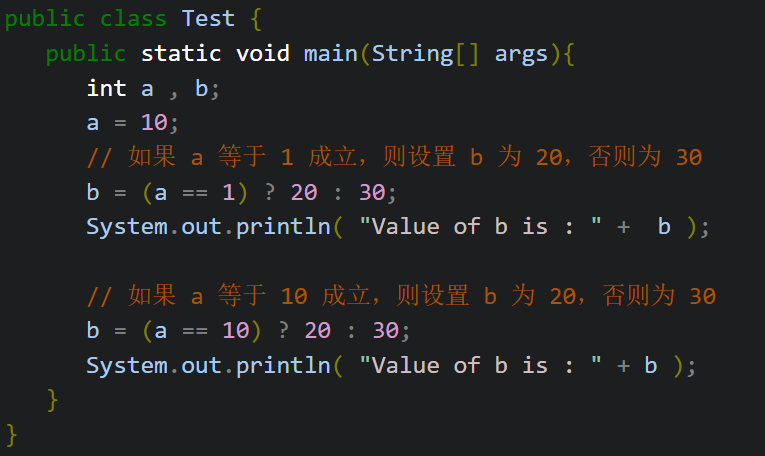 public class Test {
   public static void main(String[] args){
      int a , b;
      a = 10;
      // 如果 a 等于 1 成立，则设置 b 为 20，否则为 30
      b = (a == 1) ? 20 : 30;
      System.out.println( "Value of b is : " +  b );

      // 如果 a 等于 10 成立，则设置 b 为 20，否则为 30
      b = (a == 10) ? 20 : 30;
      System.out.println( "Value of b is : " + b );
   }
}